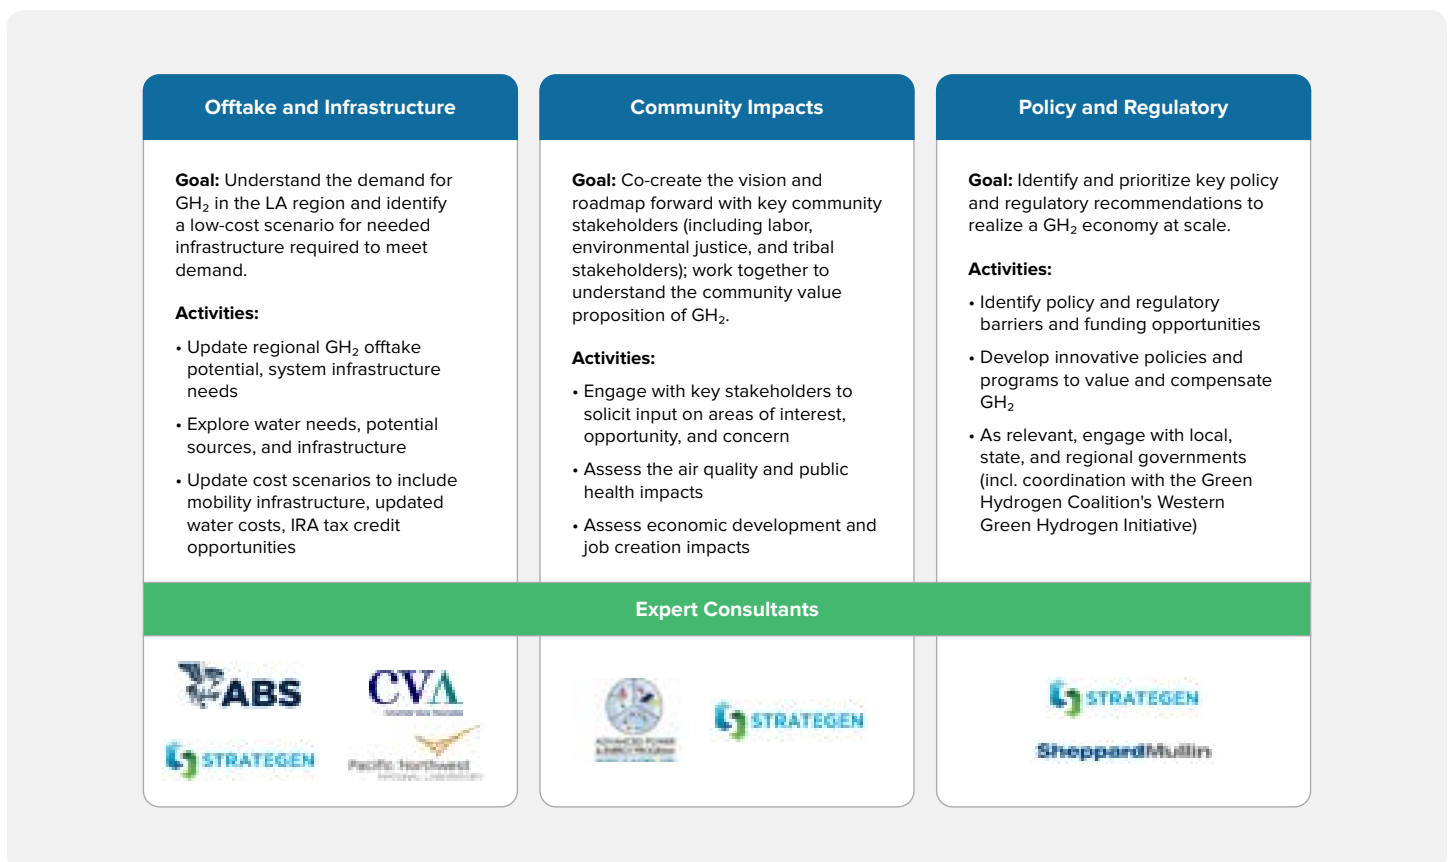 Offtake and Infrastructure
Goal: Understand the demand for
GH₂ in the LA region and identify
a low-cost scenario for needed
infrastructure required to meet
demand.
Activities:
• Update regional GH₂ offtake
potential, system infrastructure
needs
• Explore water needs, potential
sources, and infrastructure
• Update cost scenarios to include
mobility infrastructure, updated
water costs, IRA tax credit
opportunities
Community Impacts
Goal: Co-create the vision and
roadmap forward with key community
stakeholders (including labor,
environmental justice, and tribal
stakeholders); work together to
understand the community value
proposition of GH₂.
Activities:
• Engage with key stakeholders to
solicit input on areas of interest,
opportunity, and concern
• Assess the air quality and public
health impacts
• Assess economic development and
job creation impacts
Policy and Regulatory
Goal: Identify and prioritize key policy
and regulatory recommendations to
realize a GH₂ economy at scale.
Activities:
• Identify policy and regulatory
barriers and funding opportunities
• Develop innovative policies and
programs to value and compensate
GH₂
• As relevant, engage with local,
state, and regional governments
(incl. coordination with the Green
Hydrogen Coalition's Western
Green Hydrogen Initiative)
Expert Consultants
ABS
CVA
STRATEGEN
Pacific Northwest
NATIONAL LABORATORY
ADVANCED POWER
& ENERGY PROGRAM
STRATEGEN
STRATEGEN
SheppardMullin